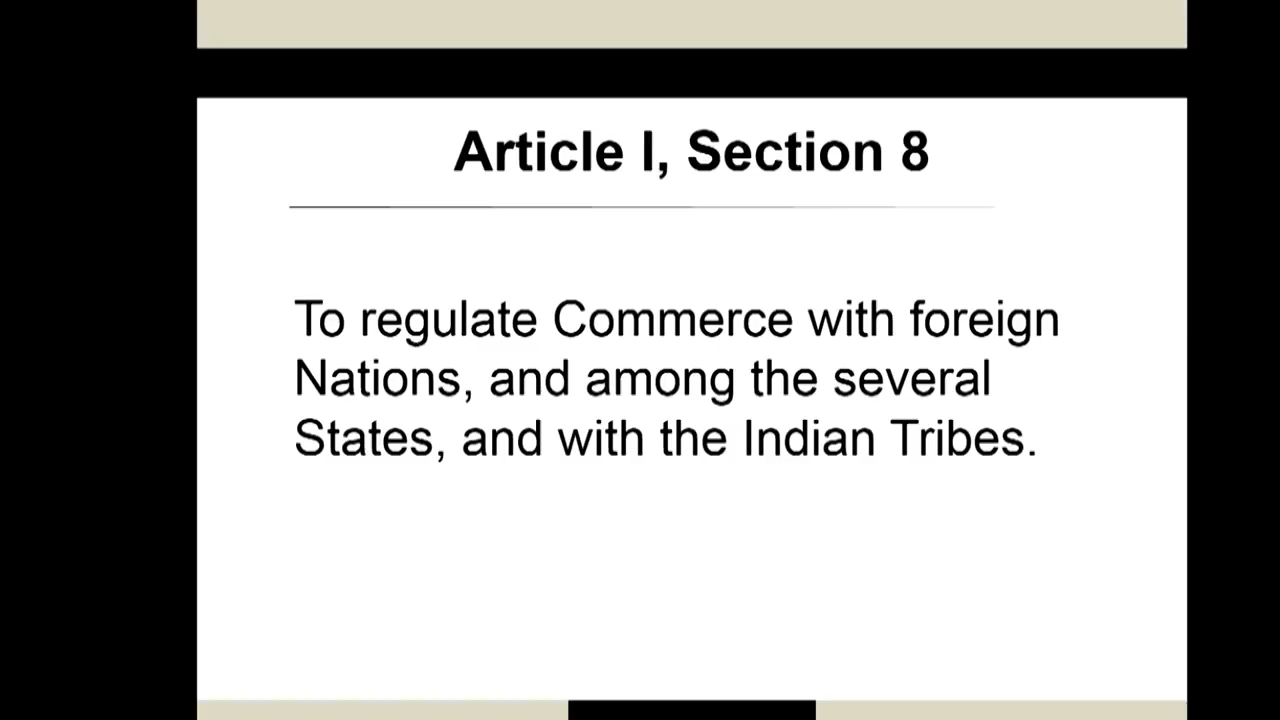 Article I, Section 8
To regulate Commerce with foreign
Nations, and among the several
States, and with the Indian Tribes.